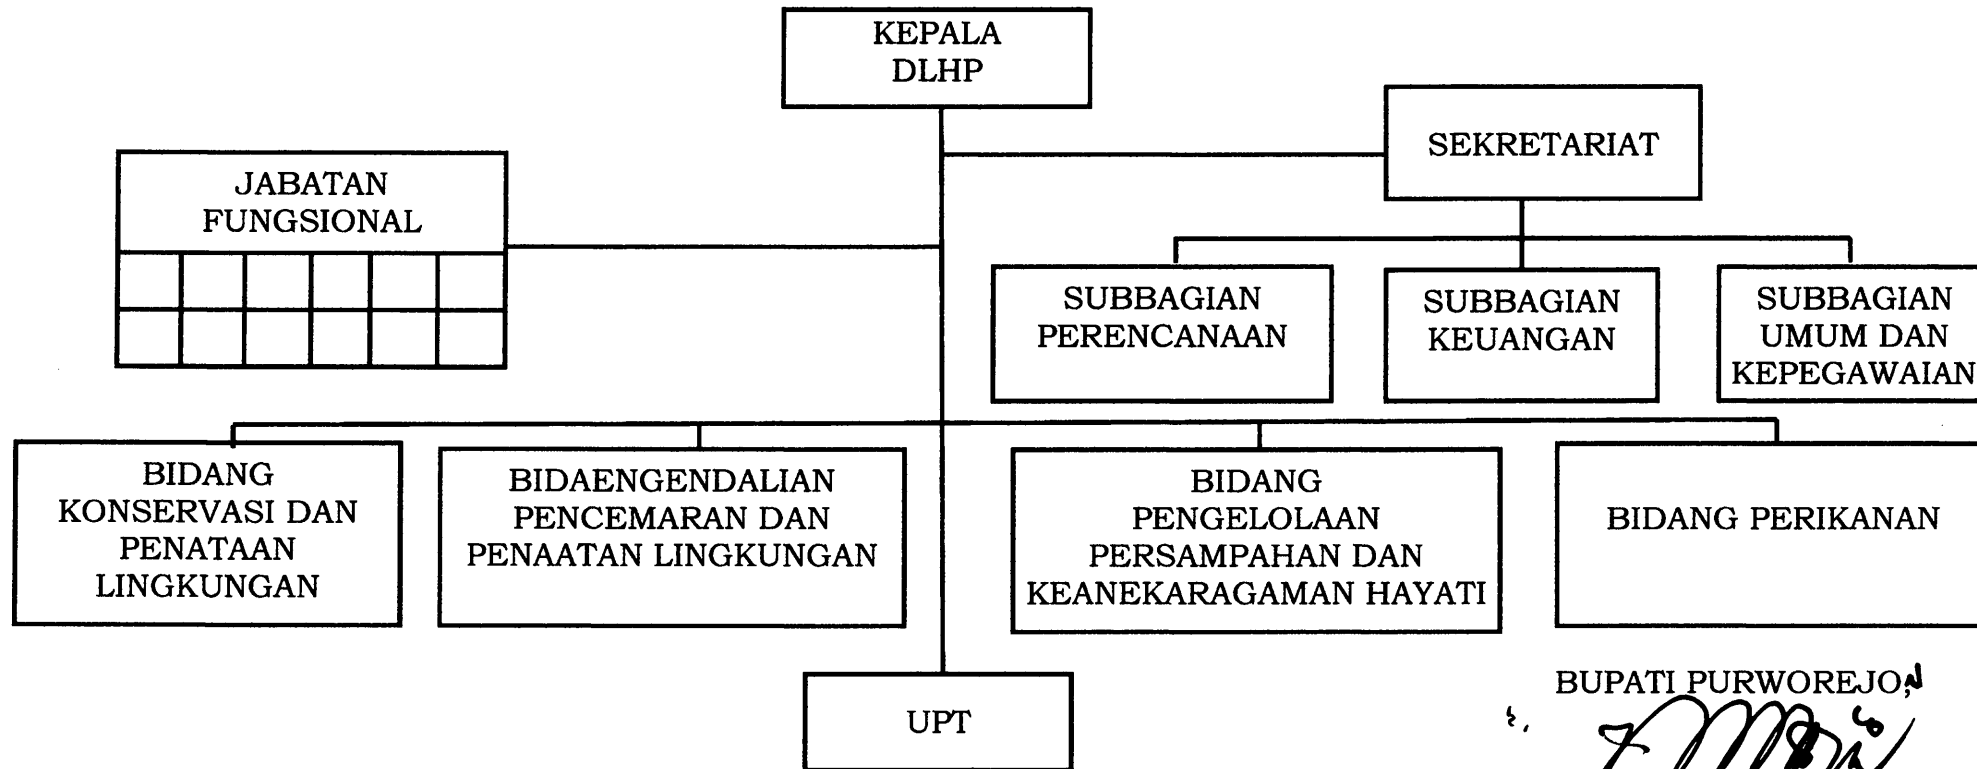 KEPALA
DLHP
SEKRETARIAT
JABATAN
FUNGSIONAL
SUBBAGIAN
PERENCANAAN
SUBBAGIAN
KEUANGAN
SUBBAGIAN
UMUM DAN
KEPEGAWAIAN
BIDANG
KONSERVASI DAN
PENATAAN
LINGKUNGAN
BIDAENGENDALIAN
PENCEMARAN DAN
PENAATAN LINGKUNGAN
BIDANG
PENGELOLAAN
PERSAMPAHAN DAN
KEANEKARAGAMAN HAYATI
BIDANG PERIKANAN
UPT
BUPATI PURWOREJO,